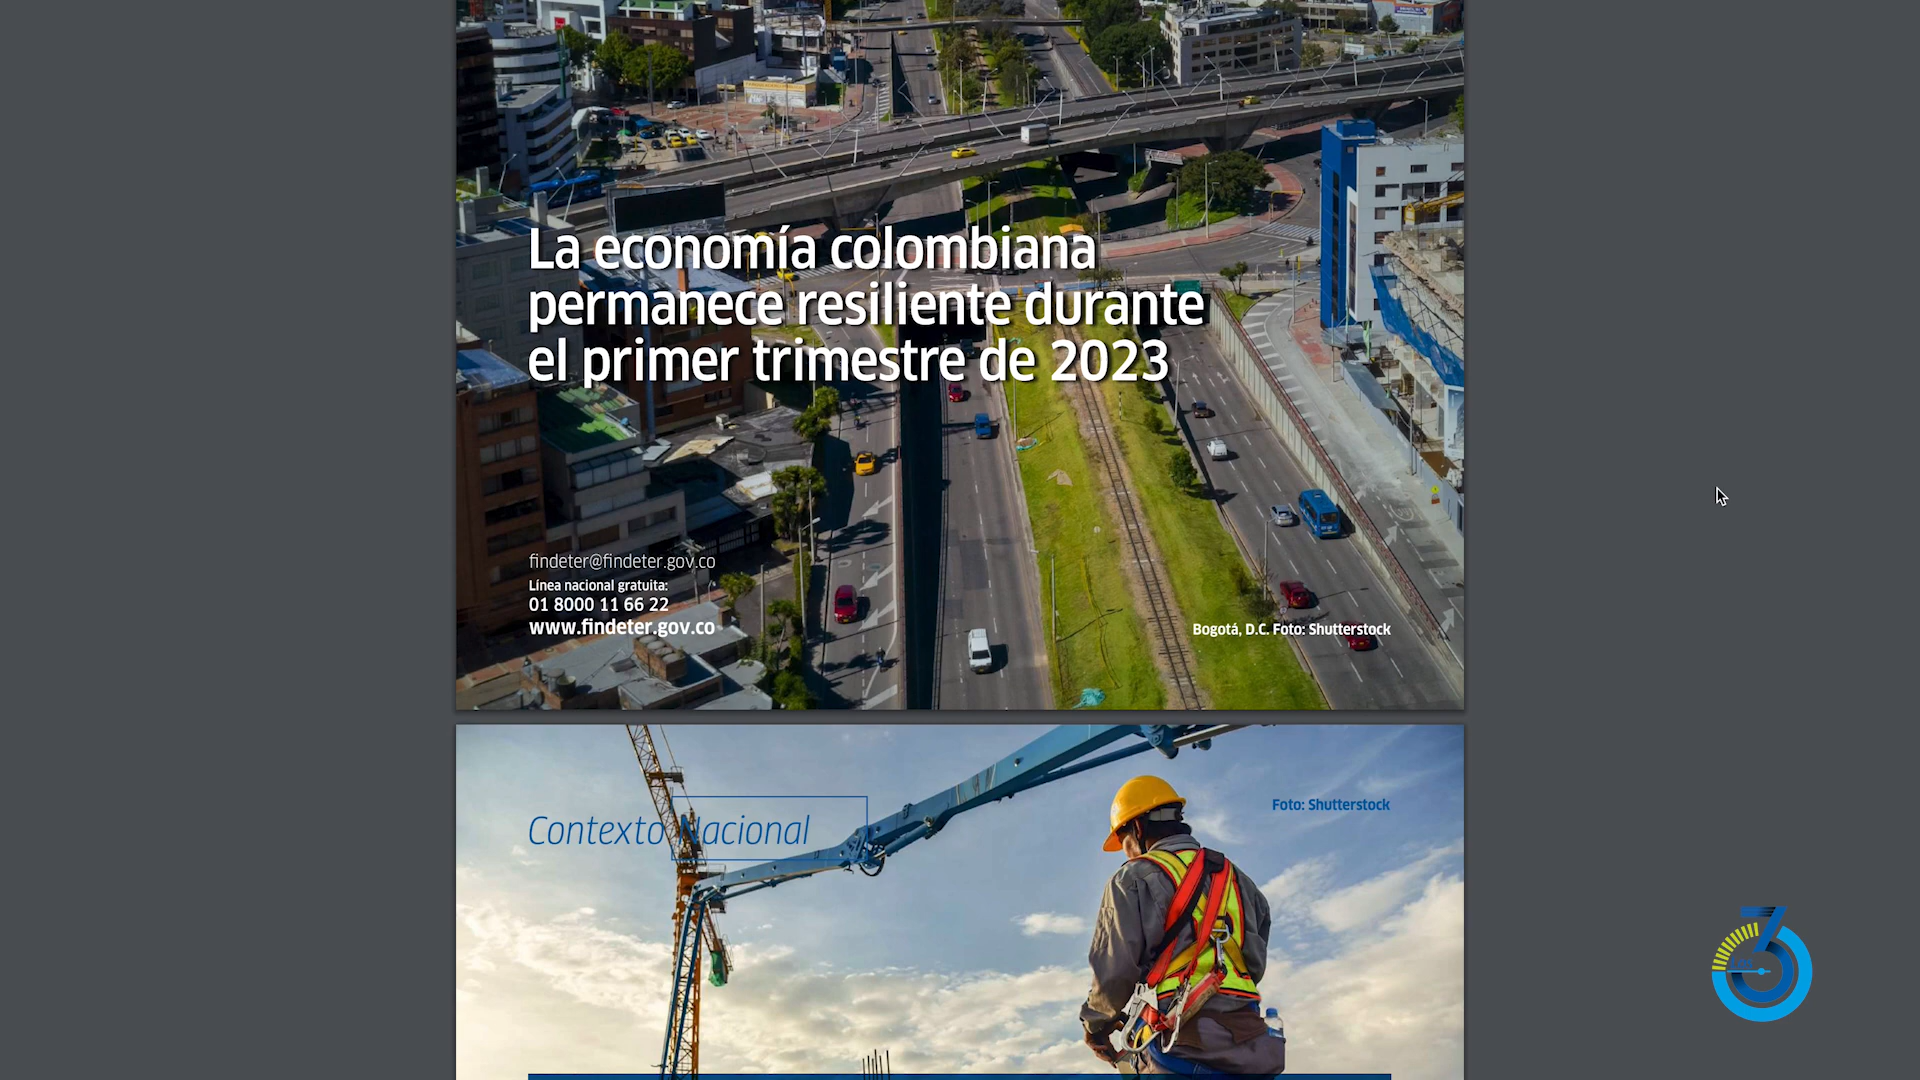 La economía colombiana
permanece resiliente durante
el primer trimestre de 2023
findeter@findeter.gov.co
Línea nacional gratuita:
01 8000 11 66 22
www.findeter.gov.co
Bogotá, D.C. Foto: Shutterstock
Contexto Nacional
Foto: Shutterstock
3